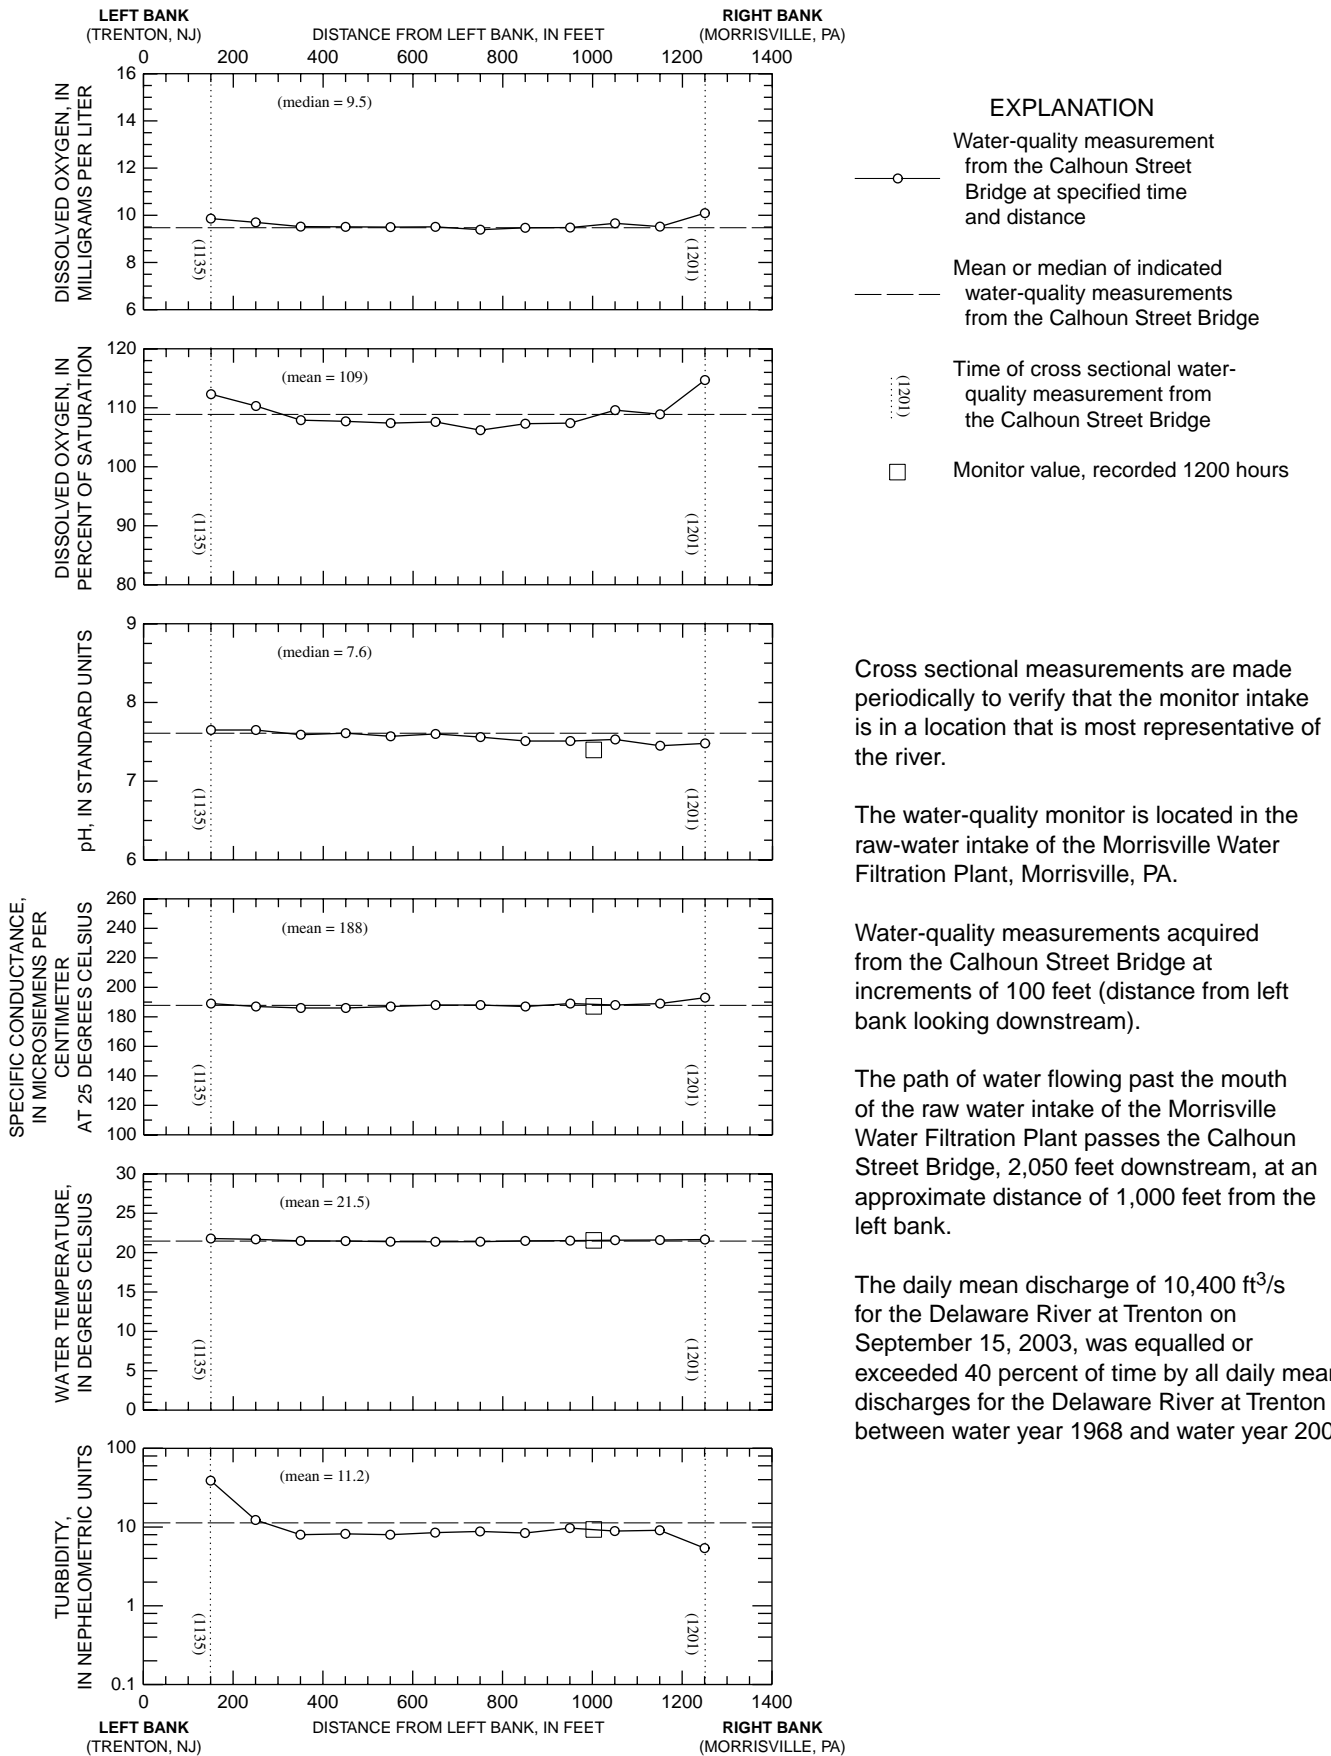 LEFT BANK
(TRENTON, NJ)
DISTANCE FROM LEFT BANK, IN FEET
RIGHT BANK
(MORRISVILLE, PA)
0 200 400 600 800 1000 1200 1400
DISSOLVED OXYGEN, IN
MILLIGRAMS PER LITER
16
14
12
10
8
6
(median = 9.5)
(1135)
(1201)
DISSOLVED OXYGEN, IN
PERCENT OF SATURATION
120
110
100
90
80
(mean = 109)
(1135)
(1201)
pH, IN STANDARD UNITS
9
8
7
6
(median = 7.6)
(1135)
(1201)
SPECIFIC CONDUCTANCE,
IN MICROSIEMENS PER
CENTIMETER
AT 25 DEGREES CELSIUS
260
240
220
200
180
160
140
120
100
(mean = 188)
(1135)
(1201)
WATER TEMPERATURE,
IN DEGREES CELSIUS
30
25
20
15
10
5
0
(mean = 21.5)
(1135)
(1201)
TURBIDITY,
IN NEPHELOMETRIC UNITS
100
10
1
0.1
(mean = 11.2)
(1135)
(1201)
0 200 400 600 800 1000 1200 1400
LEFT BANK
(TRENTON, NJ)
DISTANCE FROM LEFT BANK, IN FEET
RIGHT BANK
(MORRISVILLE, PA)
EXPLANATION
Water-quality measurement
from the Calhoun Street
Bridge at specified time
and distance
Mean or median of indicated
water-quality measurements
from the Calhoun Street Bridge
(1201)
Time of cross sectional water-
quality measurement from
the Calhoun Street Bridge
Monitor value, recorded 1200 hours
Cross sectional measurements are made
periodically to verify that the monitor intake
is in a location that is most representative of
the river.
The water-quality monitor is located in the
raw-water intake of the Morrisville Water
Filtration Plant, Morrisville, PA.
Water-quality measurements acquired
from the Calhoun Street Bridge at
increments of 100 feet (distance from left
bank looking downstream).
The path of water flowing past the mouth
of the raw water intake of the Morrisville
Water Filtration Plant passes the Calhoun
Street Bridge, 2,050 feet downstream, at an
approximate distance of 1,000 feet from the
left bank.
The daily mean discharge of 10,400 ft³/s
for the Delaware River at Trenton on
September 15, 2003, was equalled or
exceeded 40 percent of time by all daily mean
discharges for the Delaware River at Trenton
between water year 1968 and water year 200